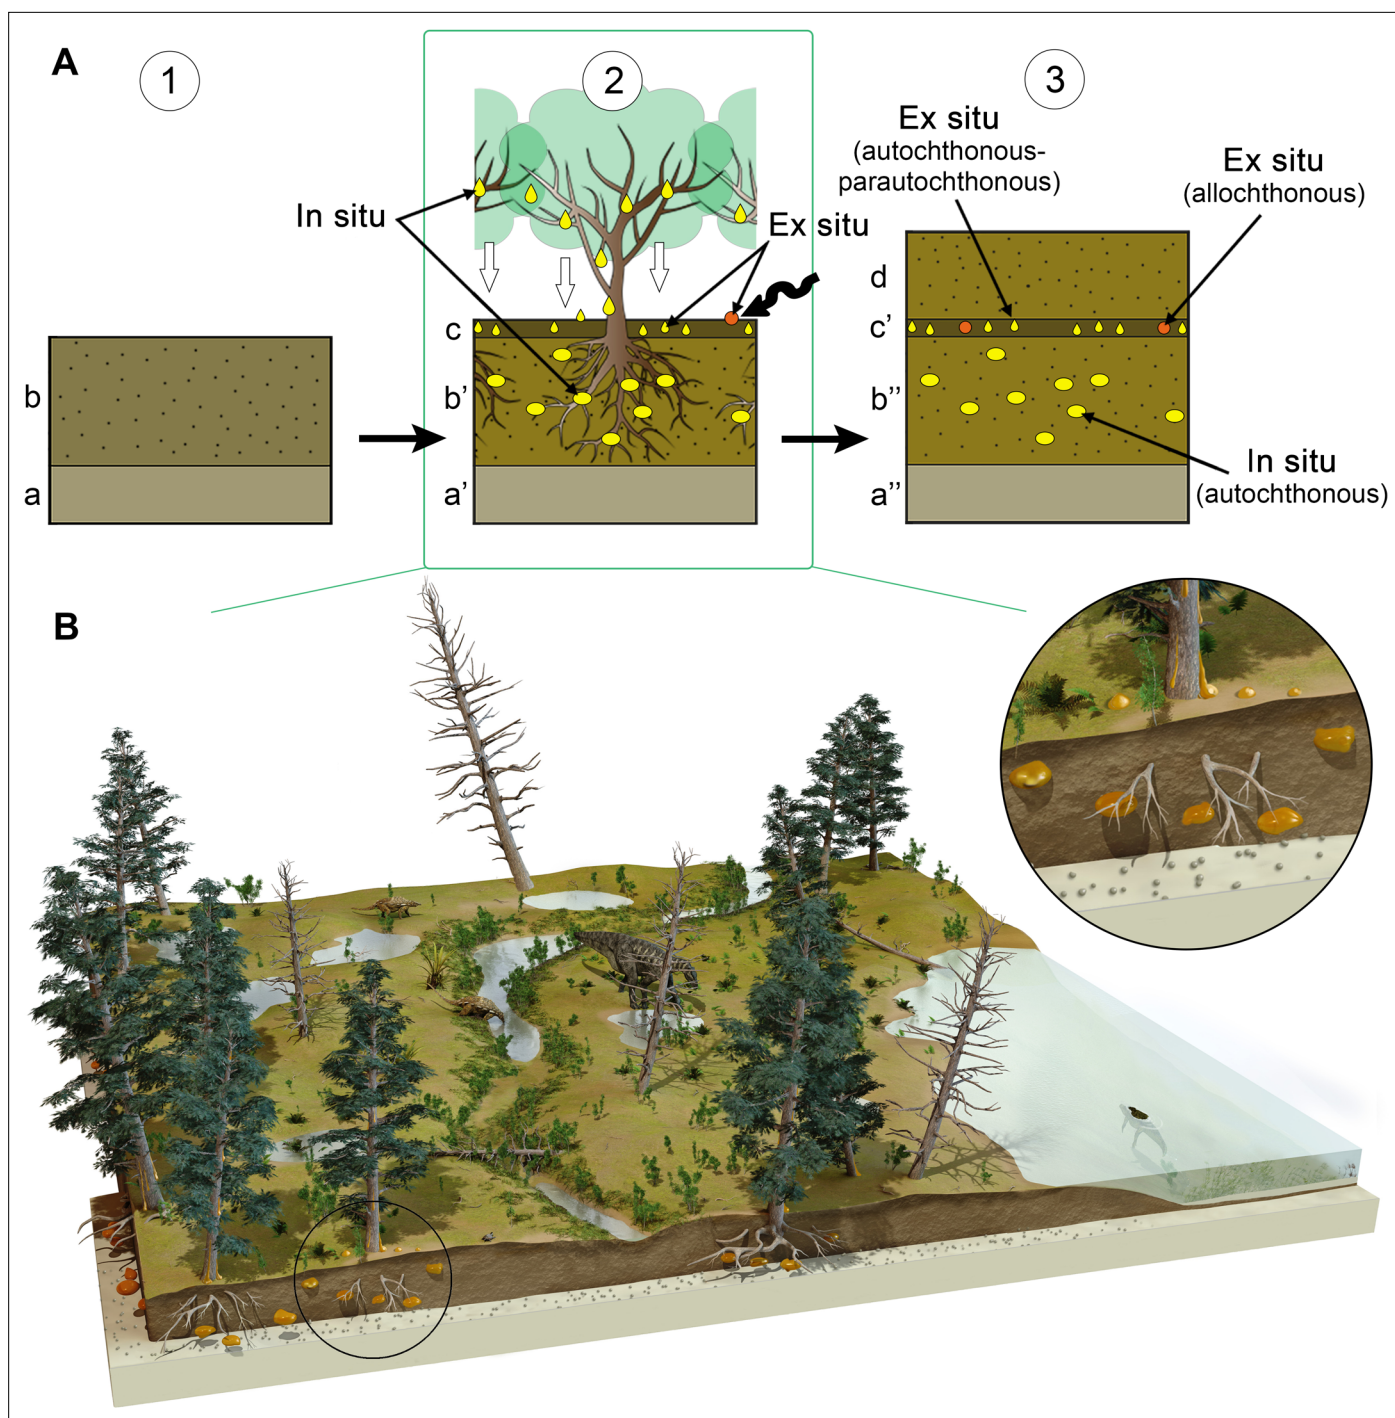 A
1
2
3
In situ
Ex situ
Ex situ
(autochthonous-
parautochthonous)
Ex situ
(allochthonous)
In situ
(autochthonous)
b
a
c
b’
a’
d
c’
b’’
a’’
B